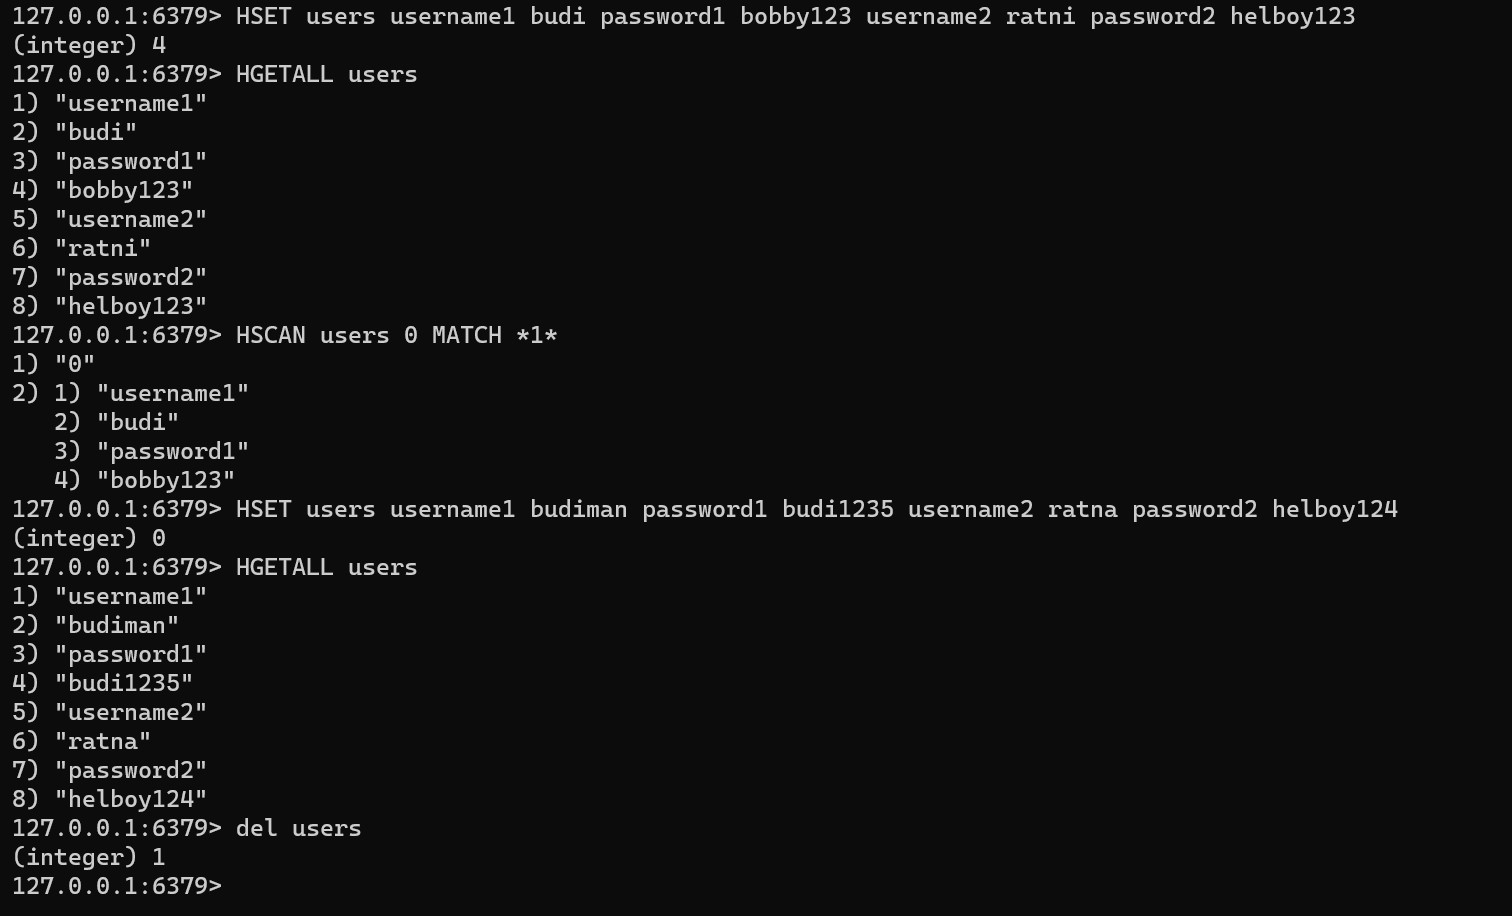 127.0.0.1:6379> HSET users username1 budi password1 bobby123 username2 ratni password2 helboy123
(integer) 4
127.0.0.1:6379> HGETALL users
1) "username1"
2) "budi"
3) "password1"
4) "bobby123"
5) "username2"
6) "ratni"
7) "password2"
8) "helboy123"
127.0.0.1:6379> HSCAN users 0 MATCH *1*
1) "0"
2) 1) "username1"
   2) "budi"
   3) "password1"
   4) "bobby123"
127.0.0.1:6379> HSET users username1 budiman password1 budi1235 username2 ratna password2 helboy124
(integer) 0
127.0.0.1:6379> HGETALL users
1) "username1"
2) "budiman"
3) "password1"
4) "budi1235"
5) "username2"
6) "ratna"
7) "password2"
8) "helboy124"
127.0.0.1:6379> del users
(integer) 1
127.0.0.1:6379>